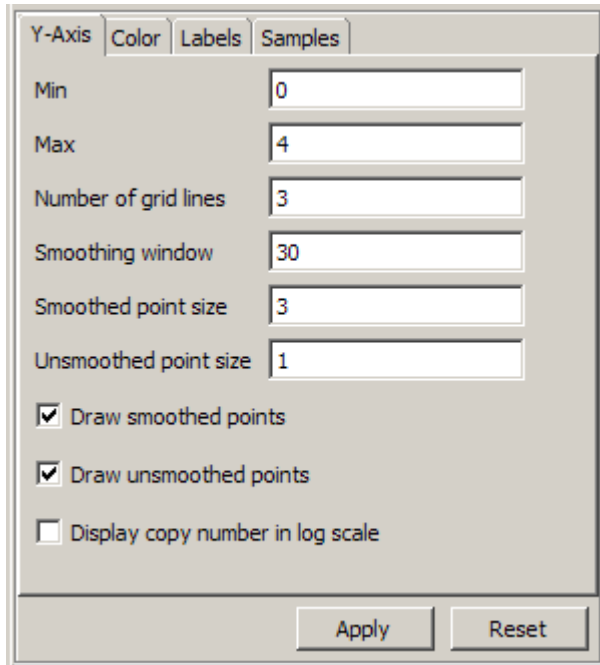 Y-Axis Color Labels Samples
Min 0
Max 4
Number of grid lines 3
Smoothing window 30
Smoothed point size 3
Unsmoothed point size 1
Draw smoothed points
Draw unsmoothed points
Display copy number in log scale
Apply Reset